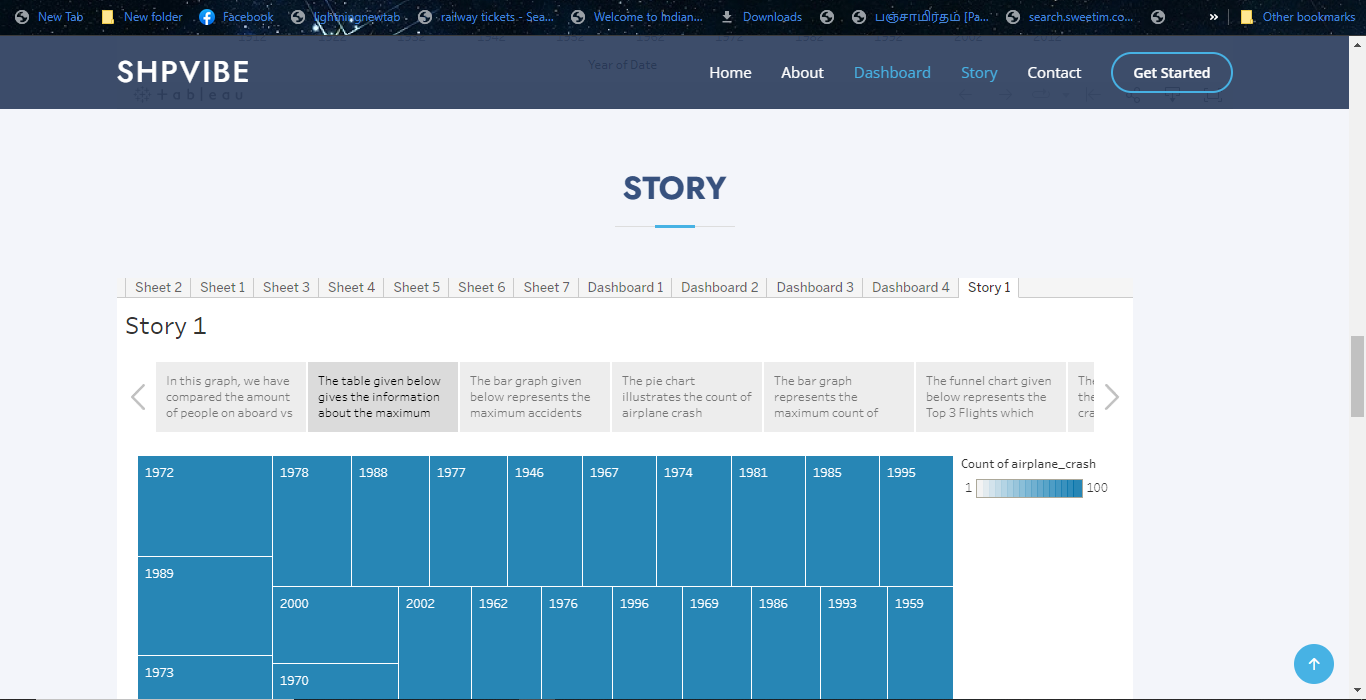 New Tab
New folder
Facebook
lightningnewtab
railway tickets - Sea...
Welcome to Indian...
Downloads
பஞ்சாமிர்தம் [Pa...
search.sweetim.co...
»
Other bookmarks
Year of Date
SHPVIBE
Home
About
Dashboard
Story
Contact
Get Started
+ableau
STORY
Sheet 2
Sheet 1
Sheet 3
Sheet 4
Sheet 5
Sheet 6
Sheet 7
Dashboard 1
Dashboard 2
Dashboard 3
Dashboard 4
Story 1
Story 1
In this graph, we have
compared the amount
of people on aboard vs
The table given below
gives the information
about the maximum
The bar graph given
below represents the
maximum accidents
The pie chart
illustrates the count of
airplane crash
The bar graph
represents the
maximum count of
The funnel chart given
below represents the
Top 3 Flights which
The
the
cra
1972
1978
1988
1977
1946
1967
1974
1981
1985
1995
Count of airplane_crash
1
100
1989
2000
2002
1962
1976
1996
1969
1986
1993
1959
1973
1970